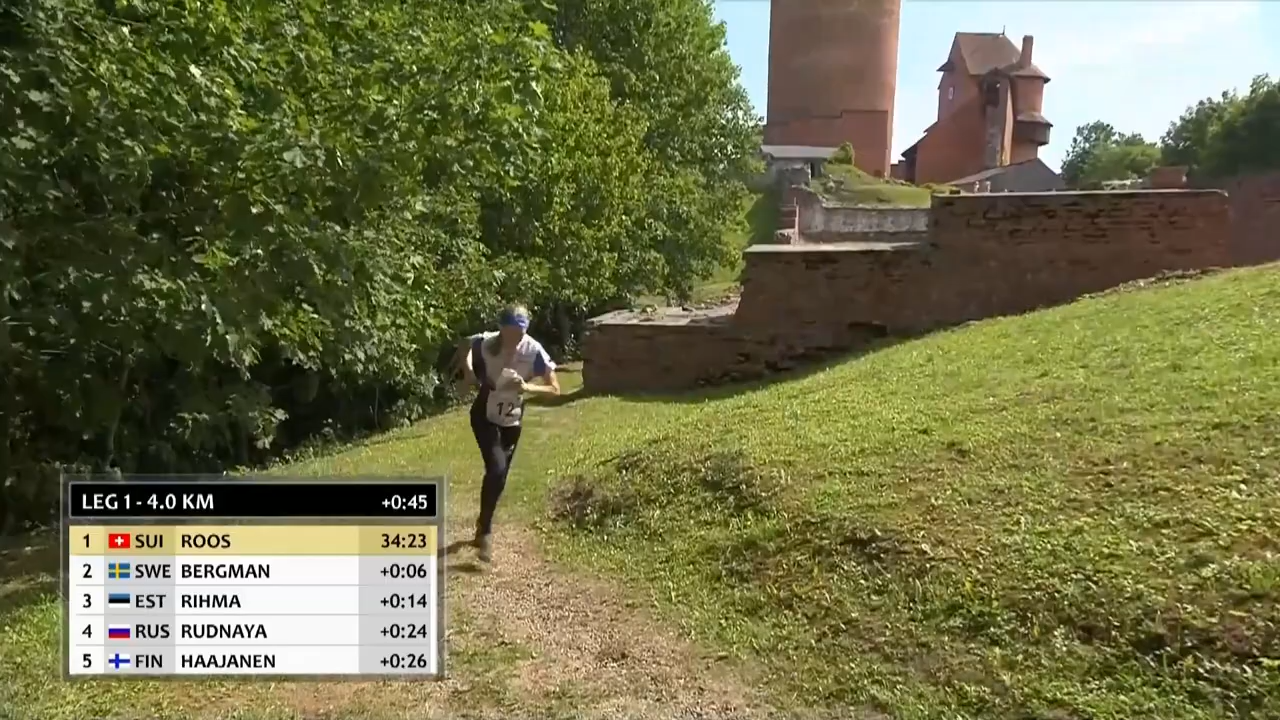 LEG 1 - 4.0 KM +0:45
1 SUI ROOS 34:23
2 SWE BERGMAN +0:06
3 EST RIHMA +0:14
4 RUS RUDNAYA +0:24
5 FIN HAAJANEN +0:26
12